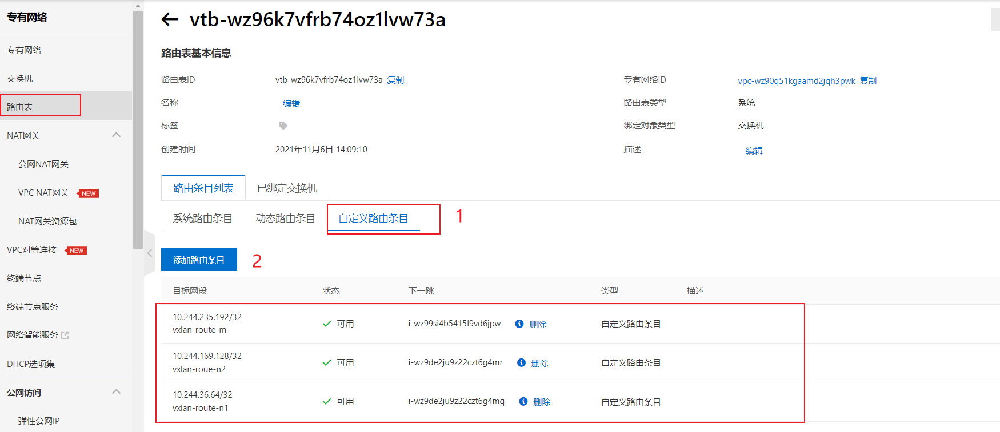 专有网络
专有网络
交换机
路由表
NAT网关
公网NAT网关
VPC NAT网关 NEW
NAT网关资源包
VPC对等连接 NEW
终端节点
终端节点服务
网络智能服务
DHCP选项集
公网访问
弹性公网IP
vtb-wz96k7vfrb74oz1lvw73a
路由表基本信息
路由表ID vtb-wz96k7vfrb74oz1lvw73a 复制 专有网络ID vpc-wz90q51kgaamd2jqh3pwk 复制
名称 编辑 路由表类型 系统
标签 绑定对象类型 交换机
创建时间 2021年11月6日 14:09:10 描述 编辑
路由条目列表 已绑定交换机
系统路由条目 动态路由条目 自定义路由条目 1
添加路由条目 2
目标网段 状态 下一跳 类型 描述
10.244.235.192/32
vxlan-route-m 可用 i-wz99si4b5415l9vd6jpw 删除 自定义路由条目
10.244.169.128/32
vxlan-roue-n2 可用 i-wz9de2ju9z22czt6g4mr 删除 自定义路由条目
10.244.36.64/32
vxlan-route-n1 可用 i-wz9de2ju9z22czt6g4mq 删除 自定义路由条目